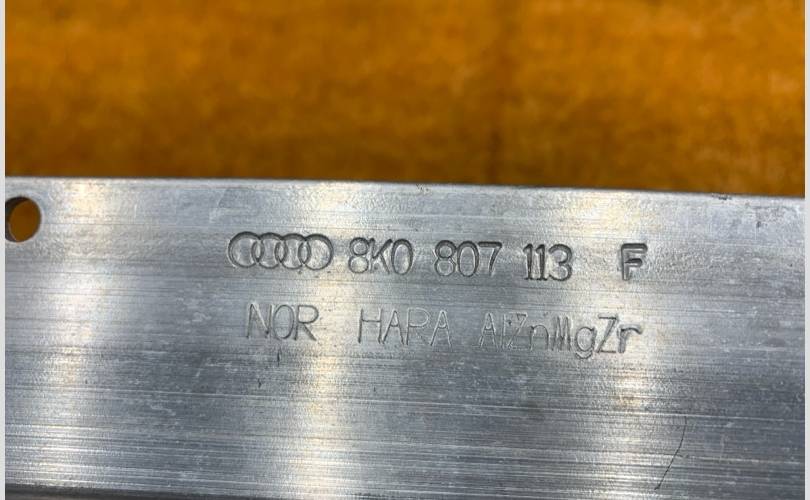 8K0 807 113 F
NOR HARA AlZnMgZr